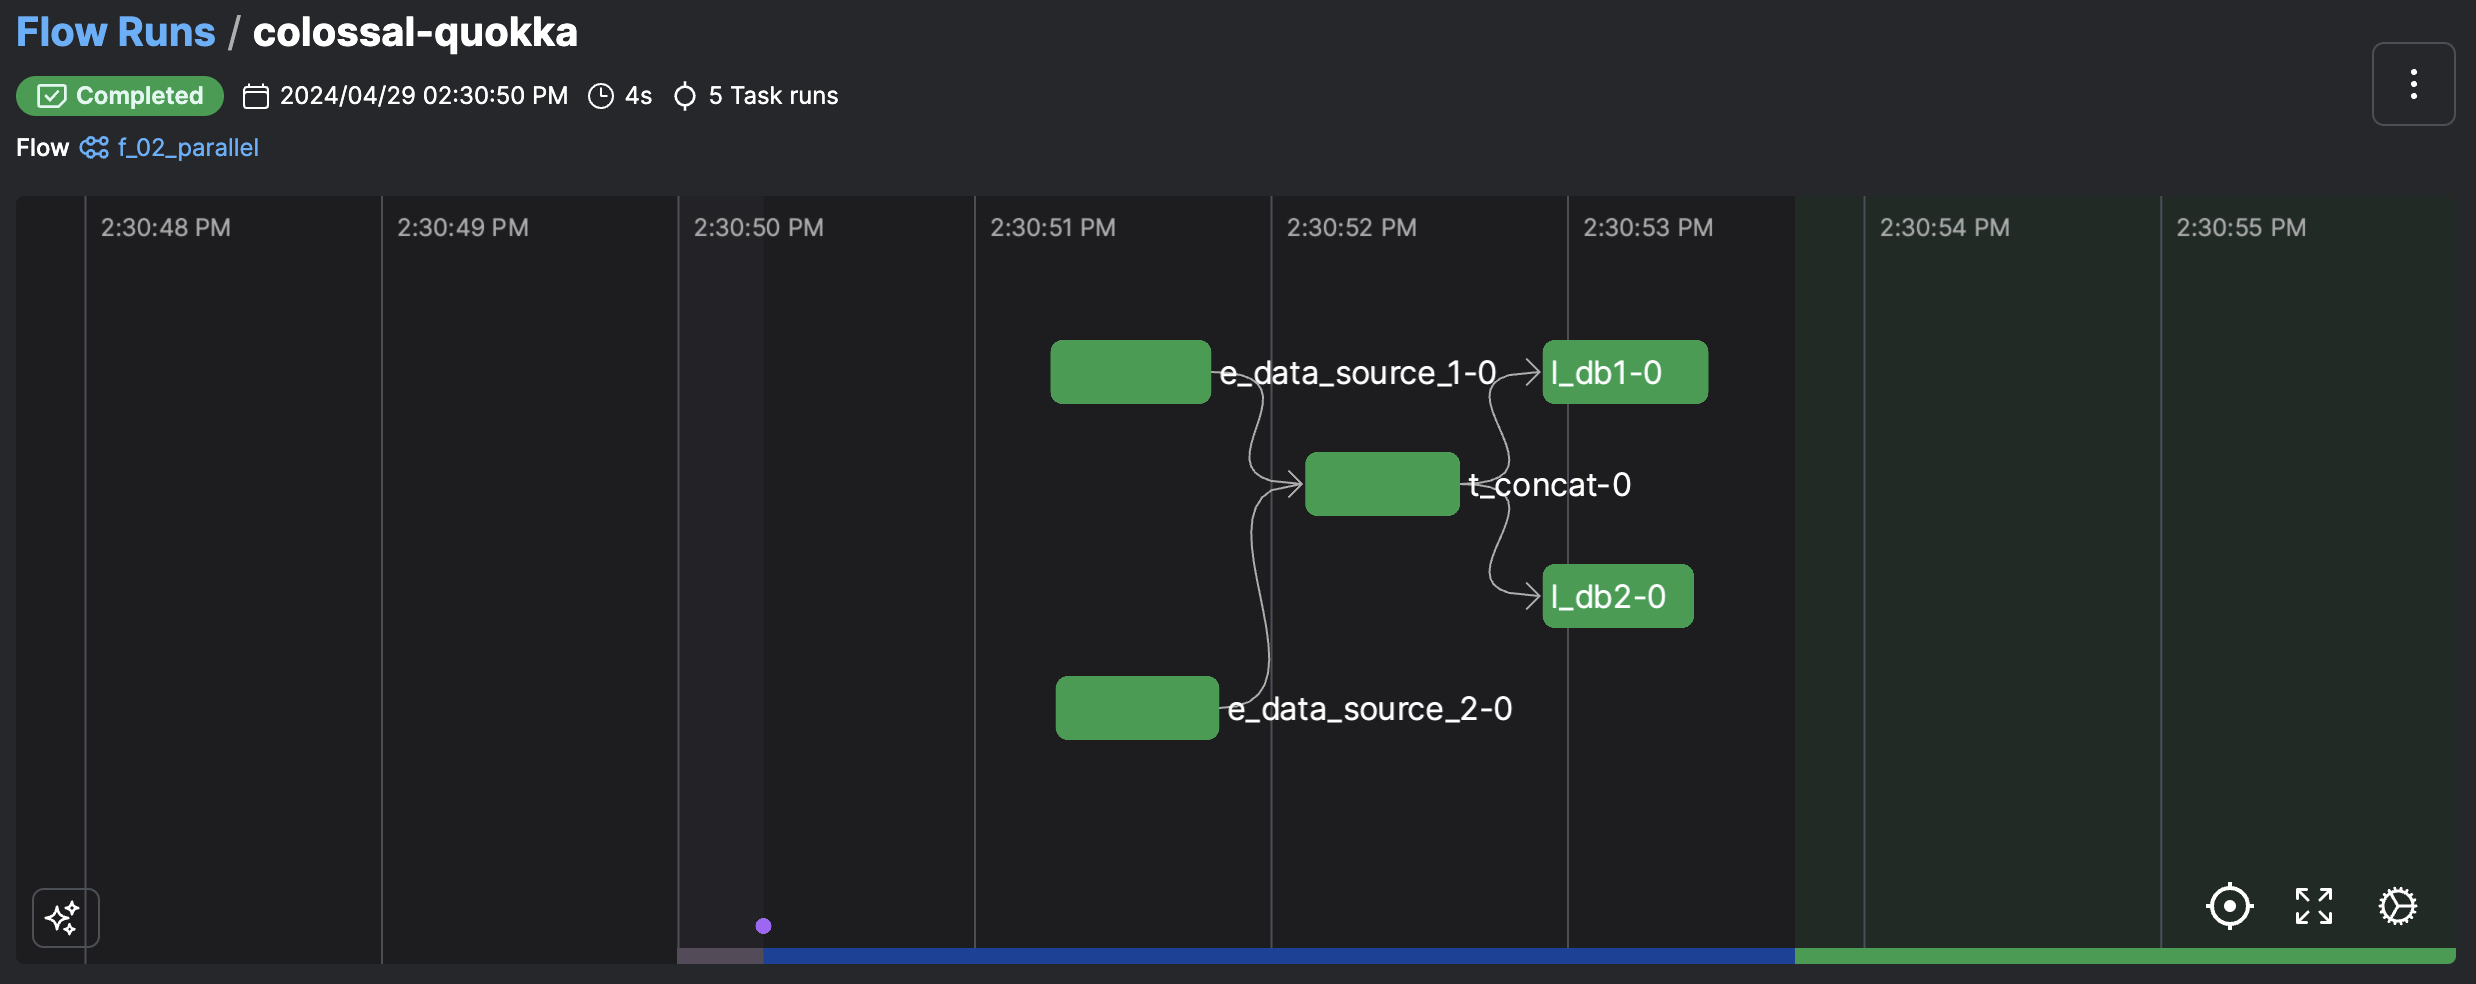 Flow Runs / colossal-quokka
Completed 2024/04/29 02:30:50 PM 4s 5 Task runs
Flow f_02_parallel
2:30:48 PM 2:30:49 PM 2:30:50 PM 2:30:51 PM 2:30:52 PM 2:30:53 PM 2:30:54 PM 2:30:55 PM
e_data_source_1-0 l_db1-0
t_concat-0
l_db2-0
e_data_source_2-0